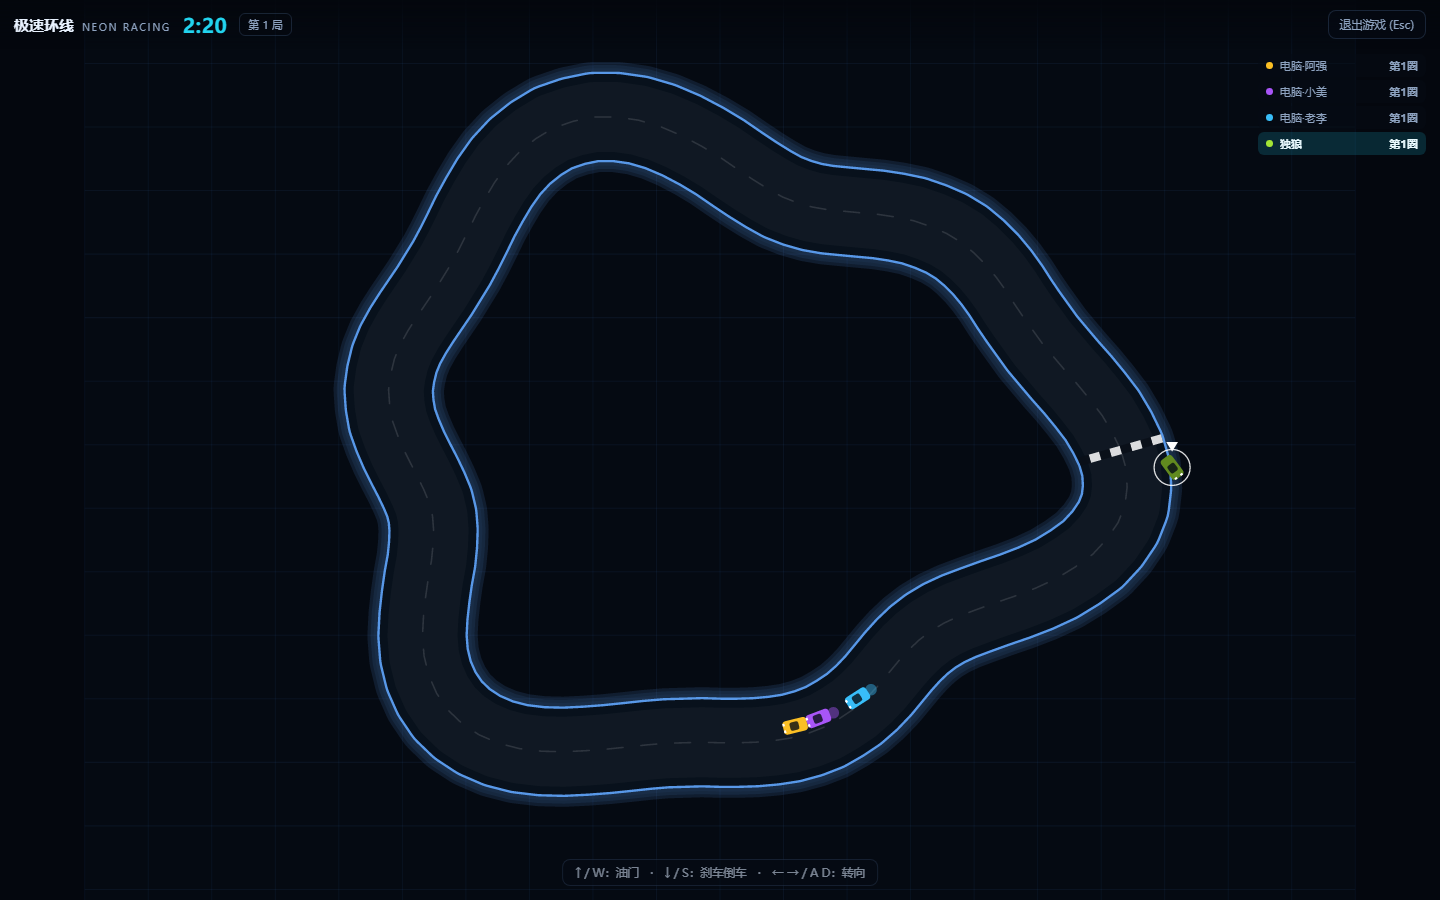 极速环线 NEON RACING 2:20 第 1 局
退出游戏 (Esc)
电脑·阿强 第1圈
电脑·小美 第1圈
电脑·老李 第1圈
独狼 第1圈
↑/W: 油门 · ↓/S: 刹车倒车 · ←→/A D: 转向